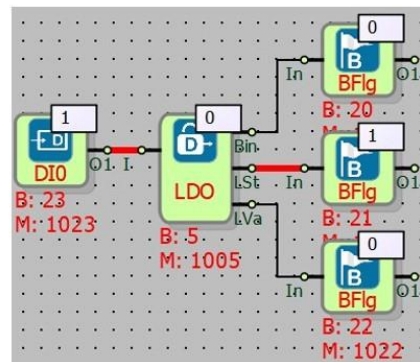 0
B
In
O1
BFlg
B: 20
1
D
O1
DI0
B: 23
M: 1023
I
0
D
Bin
LSt
LVa
LDO
B: 5
M: 1005
1
B
In
O1
BFlg
B: 21
0
B
In
O1
BFlg
B: 22
M: 1022